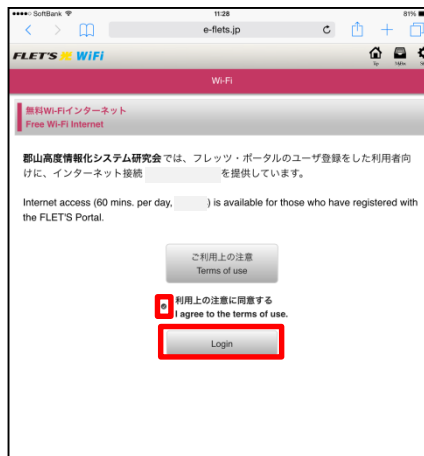 SoftBank 11:28 81%
e-flets.jp
FLET'S 光 WiFi
Wi-Fi
無料Wi-Fiインターネット
Free Wi-Fi Internet
郡山高度情報化システム研究会では、フレッツ・ポータルのユーザ登録をした利用者向
けに、インターネット接続 を提供しています。
Internet access (60 mins. per day, ) is available for those who have registered with
the FLET'S Portal.
ご利用上の注意
Terms of use
利用上の注意に同意する
I agree to the terms of use.
Login